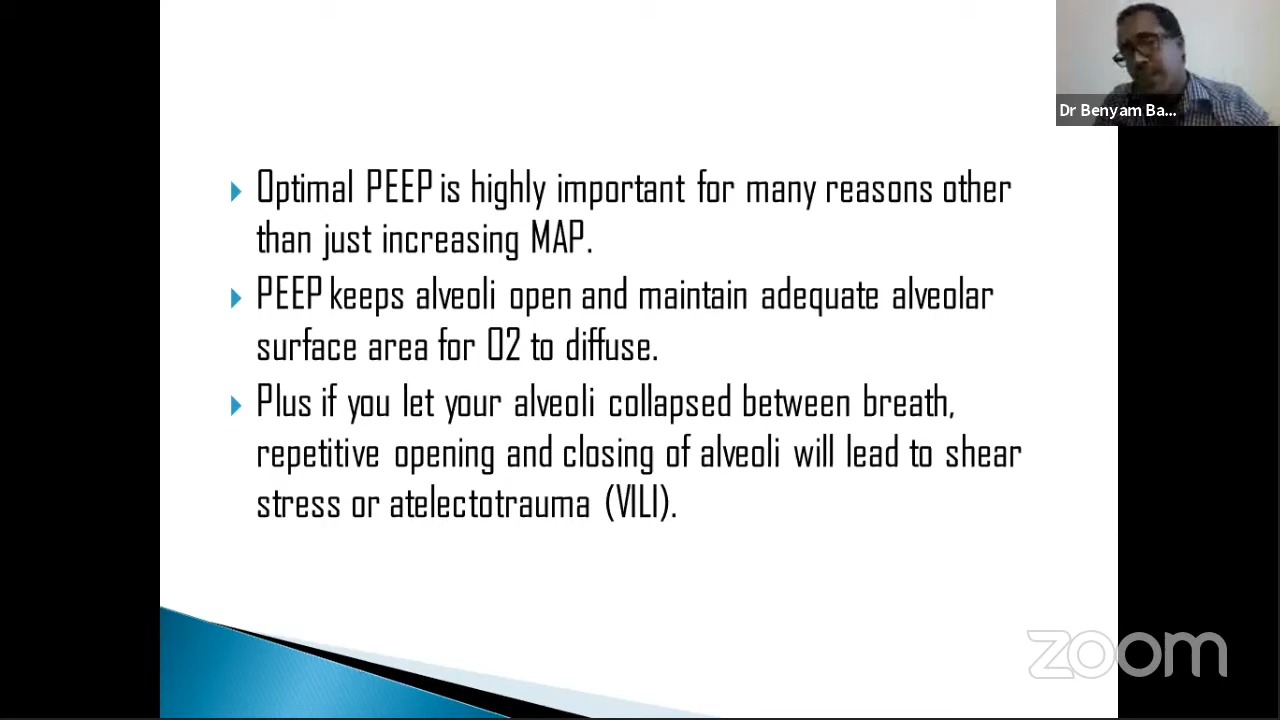 Dr Benyam Ba...
Optimal PEEP is highly important for many reasons other
than just increasing MAP.
PEEP keeps alveoli open and maintain adequate alveolar
surface area for O2 to diffuse.
Plus if you let your alveoli collapsed between breath,
repetitive opening and closing of alveoli will lead to shear
stress or atelectotrauma (VILI).
zoom